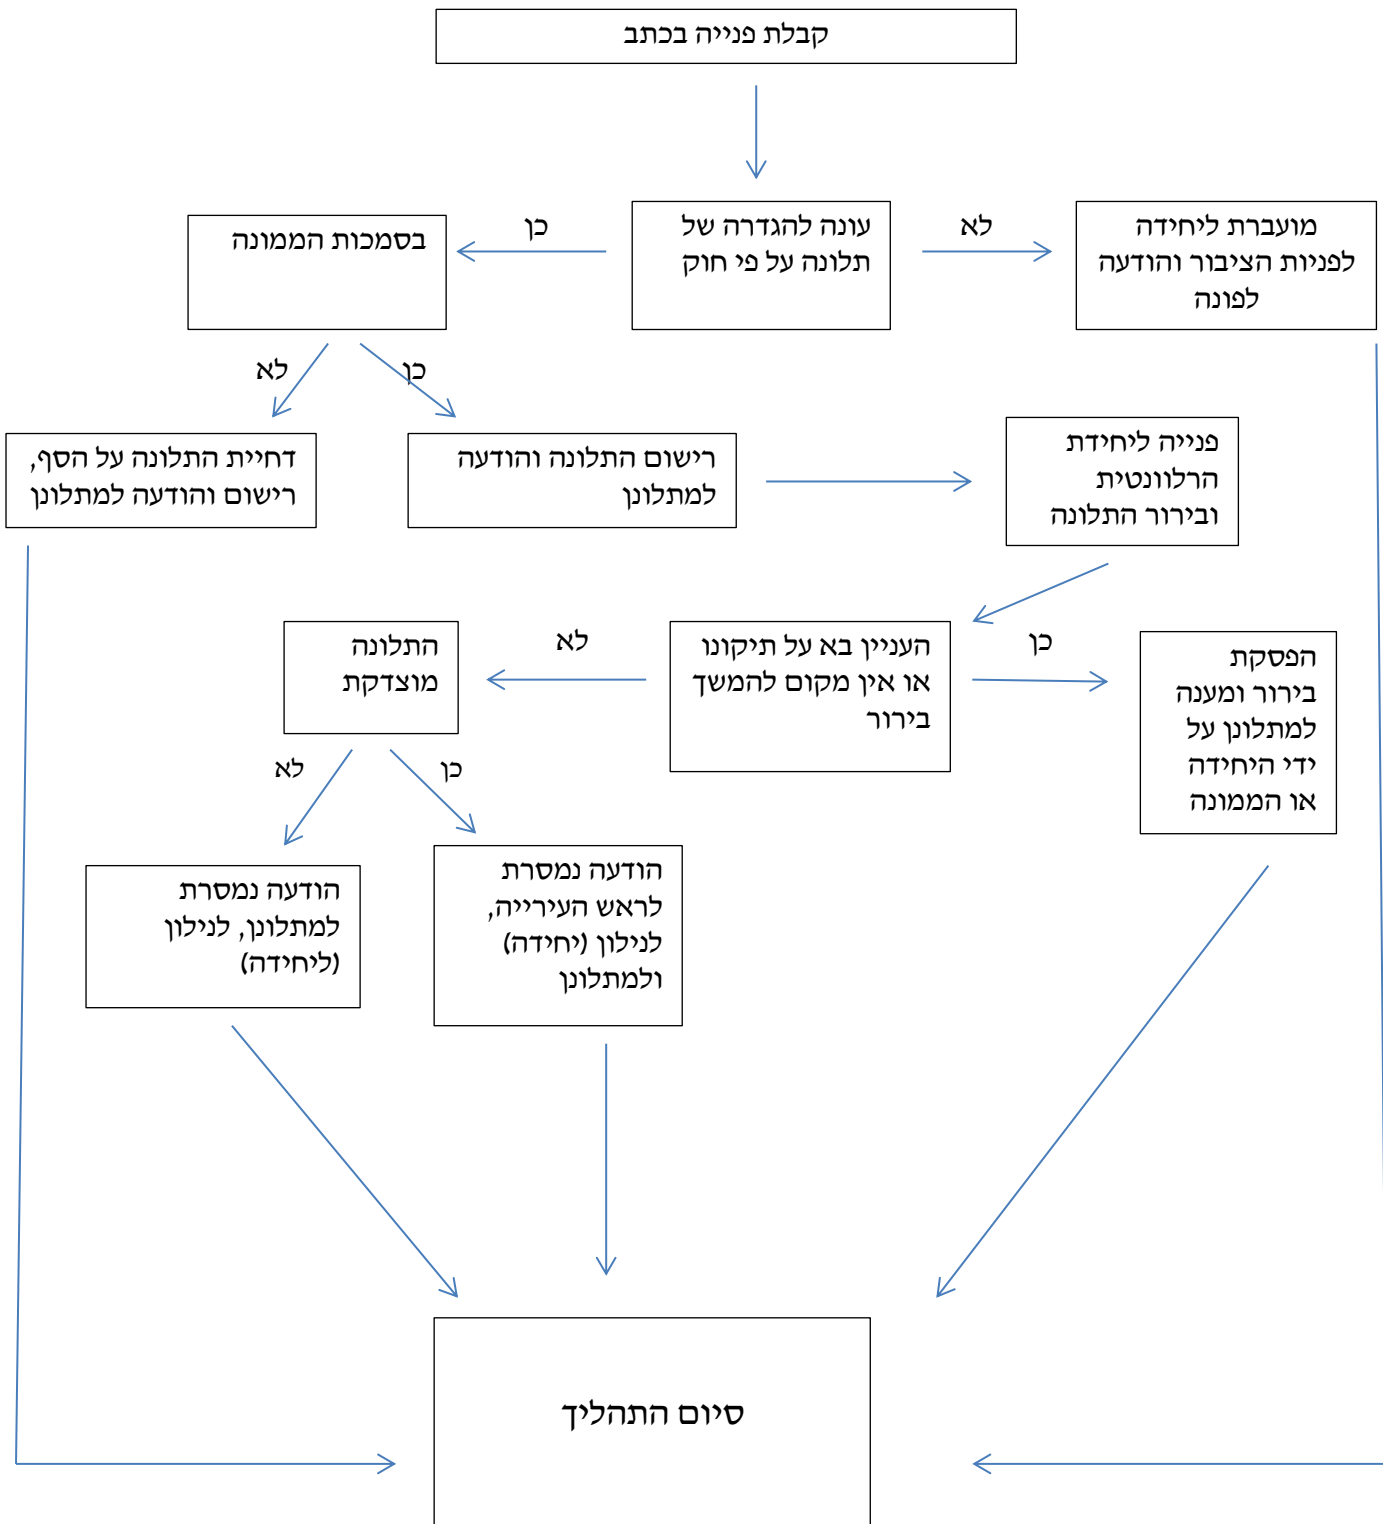 קבלת פנייה בכתב
מועברת ליחידה
לפניות הציבור והודעה
לפונה
לא
עונה להגדרה של
תלונה על פי חוק
כן
בסמכות הממונה
כן
לא
פנייה ליחידת
הרלוונטית
ובירור התלונה
רישום התלונה והודעה
למתלונן
דחיית התלונה על הסף,
רישום והודעה למתלונן
הפסקת
בירור ומענה
למתלונן על
ידי היחידה
או הממונה
כן
העניין בא על תיקונו
או אין מקום להמשך
בירור
לא
התלונה
מוצדקת
כן
לא
הודעה נמסרת
לראש העירייה,
לנילון (יחידה)
ולמתלונן
הודעה נמסרת
למתלונן, לנילון
(ליחידה)
סיום התהליך